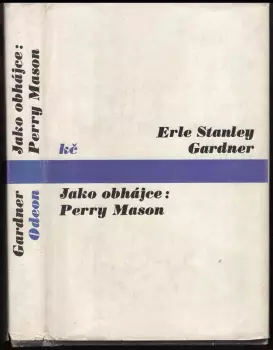 Jako obhájce:
Perry Mason
Gardner
Odeon
Erle Stanley
Gardner
kč
Jako obhájce:
Perry Mason